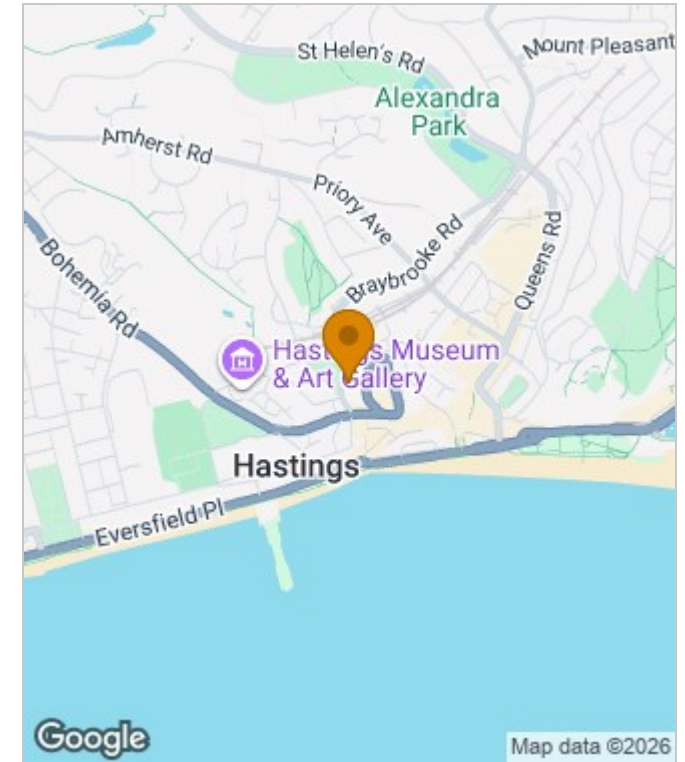 Mount Pleasant
St Helen's Rd
Alexandra
Park
Amherst Rd
Priory Ave
Bohemia Rd
Braybrooke Rd
Queens Rd
Hastings Museum
& Art Gallery
Hastings
Eversfield Pl
Google
Map data ©2026